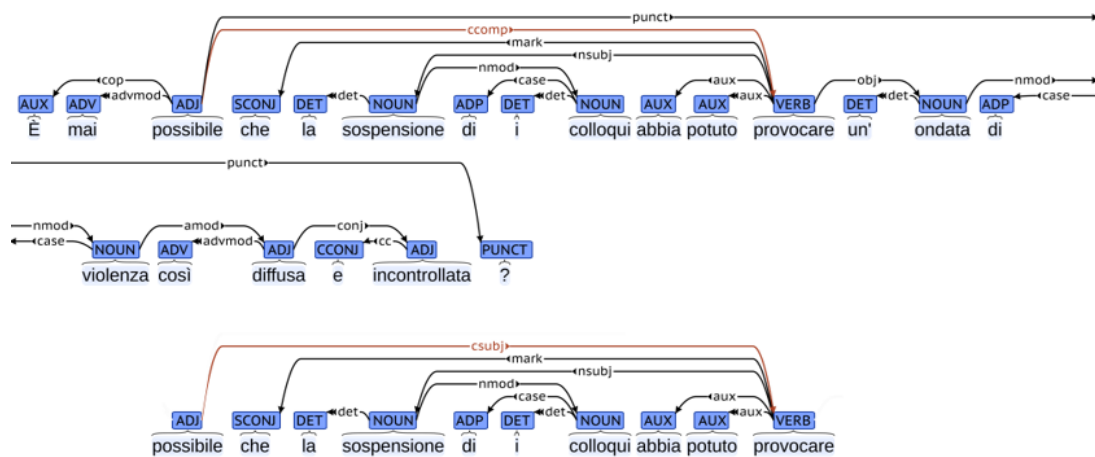 punct
ccomp
mark
nsubj
nmod
cop case aux obj nmod
advmod det det aux det case
AUX ADV ADJ SCONJ DET NOUN ADP DET NOUN AUX AUX VERB DET NOUN ADP
È mai possibile che la sospensione di i colloqui abbia potuto provocare un' ondata di
punct
nmod amod conj
case advmod cc
NOUN ADV ADJ CCONJ ADJ PUNCT
violenza così diffusa e incontrollata ?
csubj
mark
nsubj
nmod
case aux
det det aux
ADJ SCONJ DET NOUN ADP DET NOUN AUX AUX VERB
possibile che la sospensione di i colloqui abbia potuto provocare